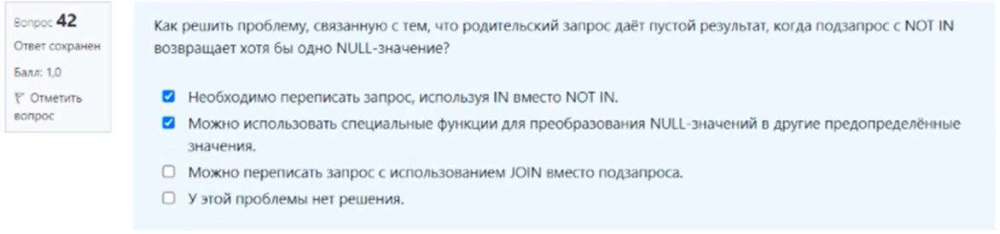 Вопрос 42
Ответ сохранен
Балл: 1,0
Отметить
вопрос
Как решить проблему, связанную с тем, что родительский запрос даёт пустой результат, когда подзапрос с NOT IN
возвращает хотя бы одно NULL-значение?
Необходимо переписать запрос, используя IN вместо NOT IN.
Можно использовать специальные функции для преобразования NULL-значений в другие предопределённые
значения.
Можно переписать запрос с использованием JOIN вместо подзапроса.
У этой проблемы нет решения.